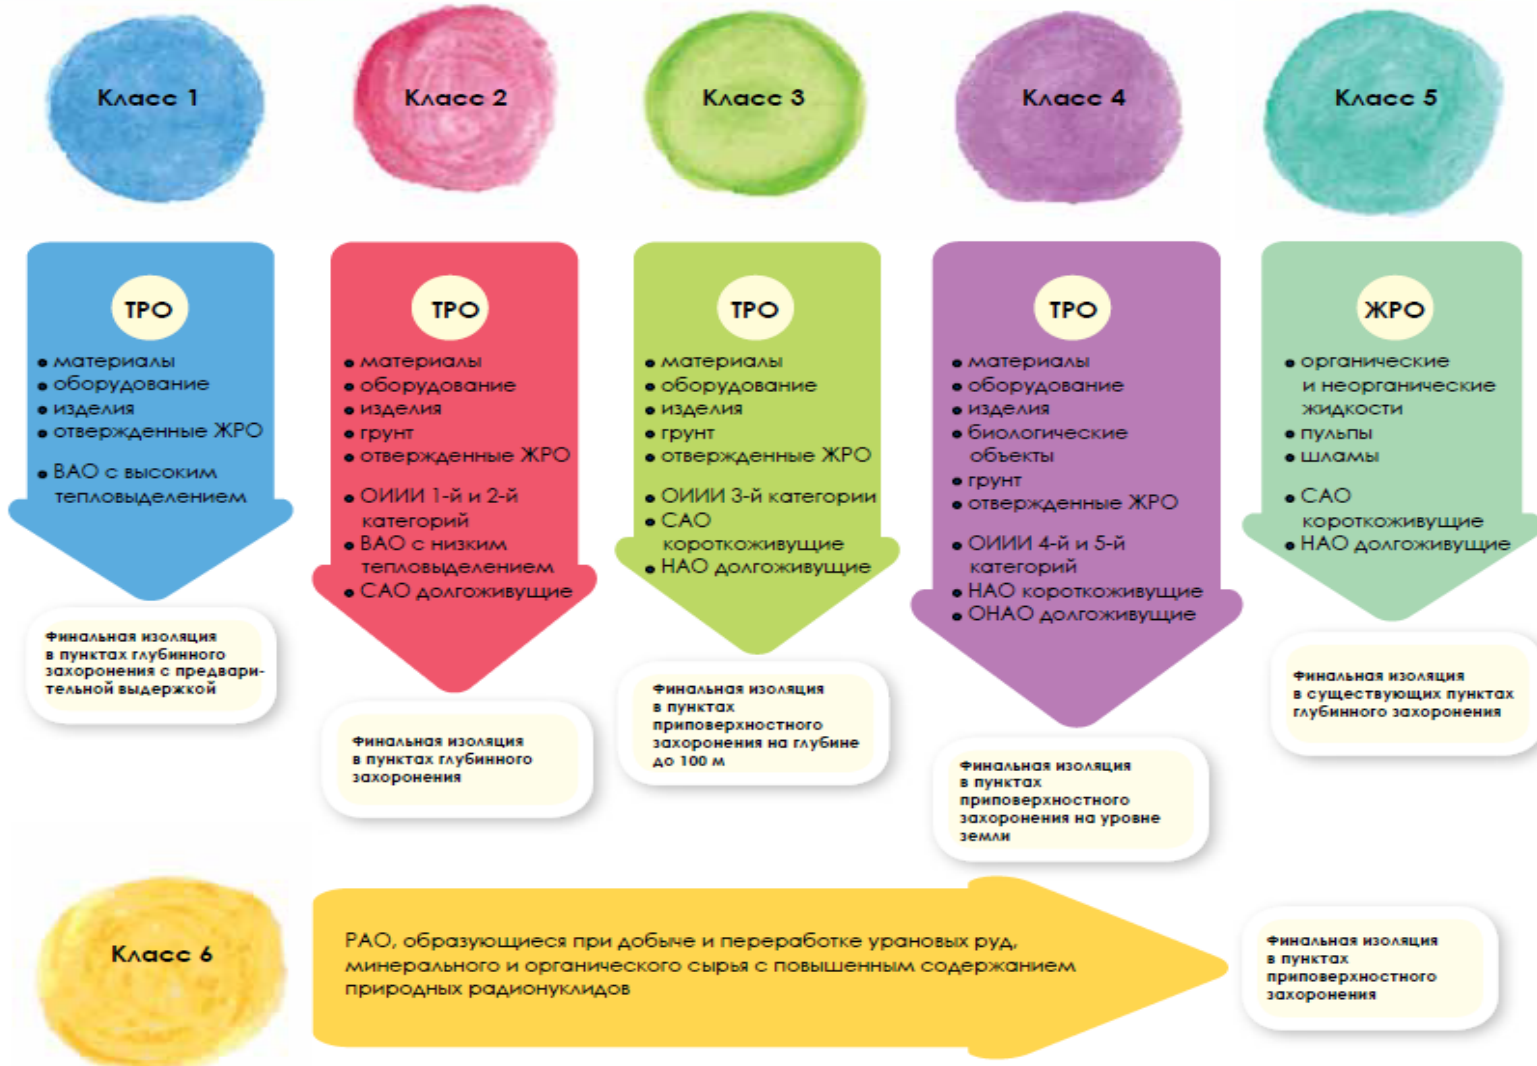 Класс 1
Класс 2
Класс 3
Класс 4
Класс 5
ТРО
• материалы
• оборудование
• изделия
• отвержденные ЖРО
• ВАО с высоким
тепловыделением
Финальная изоляция
в пунктах глубинного
захоронения с предвари-
тельной выдержкой
ТРО
• материалы
• оборудование
• изделия
• грунт
• отвержденные ЖРО
• ОИИИ 1-й и 2-й
категорий
• ВАО с низким
тепловыделением
• САО долгоживущие
Финальная изоляция
в пунктах глубинного
захоронения
ТРО
• материалы
• оборудование
• изделия
• грунт
• отвержденные ЖРО
• ОИИИ 3-й категории
• САО
короткоживущие
• НАО долгоживущие
Финальная изоляция
в пунктах
приповерхностного
захоронения на глубине
до 100 м
ТРО
• материалы
• оборудование
• изделия
• биологические
объекты
• грунт
• отвержденные ЖРО
• ОИИИ 4-й и 5-й
категорий
• НАО короткоживущие
• ОНАО долгоживущие
Финальная изоляция
в пунктах
приповерхностного
захоронения на уровне
земли
ЖРО
• органические
и неорганические
жидкости
• пульпы
• шламы
• САО
короткоживущие
• НАО долгоживущие
Финальная изоляция
в существующих пунктах
глубинного захоронения
Класс 6
РАО, образующиеся при добыче и переработке урановых руд,
минерального и органического сырья с повышенным содержанием
природных радионуклидов
Финальная изоляция
в пунктах
приповерхностного
захоронения